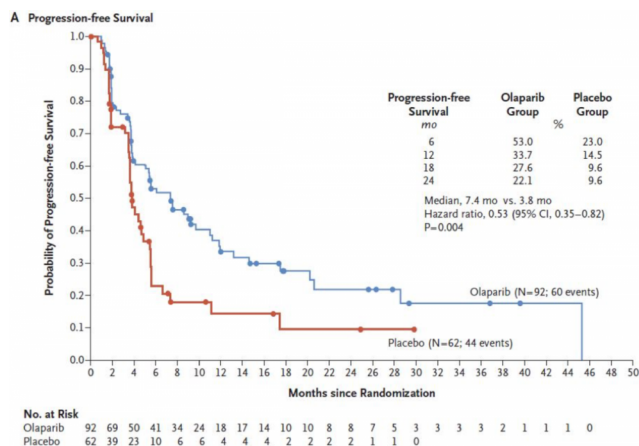 A Progression-free Survival
Probability of Progression-free Survival
1.0
0.9
0.8
0.7
0.6
0.5
0.4
0.3
0.2
0.1
0.0
0 2 4 6 8 10 12 14 16 18 20 22 24 26 28 30 32 34 36 38 40 42 44 46 48 50
Months since Randomization
Progression-free Survival Olaparib Group Placebo Group
mo %
6 53.0 23.0
12 33.7 14.5
18 27.6 9.6
24 22.1 9.6
Median, 7.4 mo vs. 3.8 mo
Hazard ratio, 0.53 (95% CI, 0.35–0.82)
P=0.004
Olaparib (N=92; 60 events)
Placebo (N=62; 44 events)
No. at Risk
Olaparib 92 69 50 41 34 24 18 17 14 10 10 8 8 7 5 3 3 3 3 2 1 1 1 0
Placebo 62 39 23 10 6 6 4 4 4 2 2 2 2 1 1 0